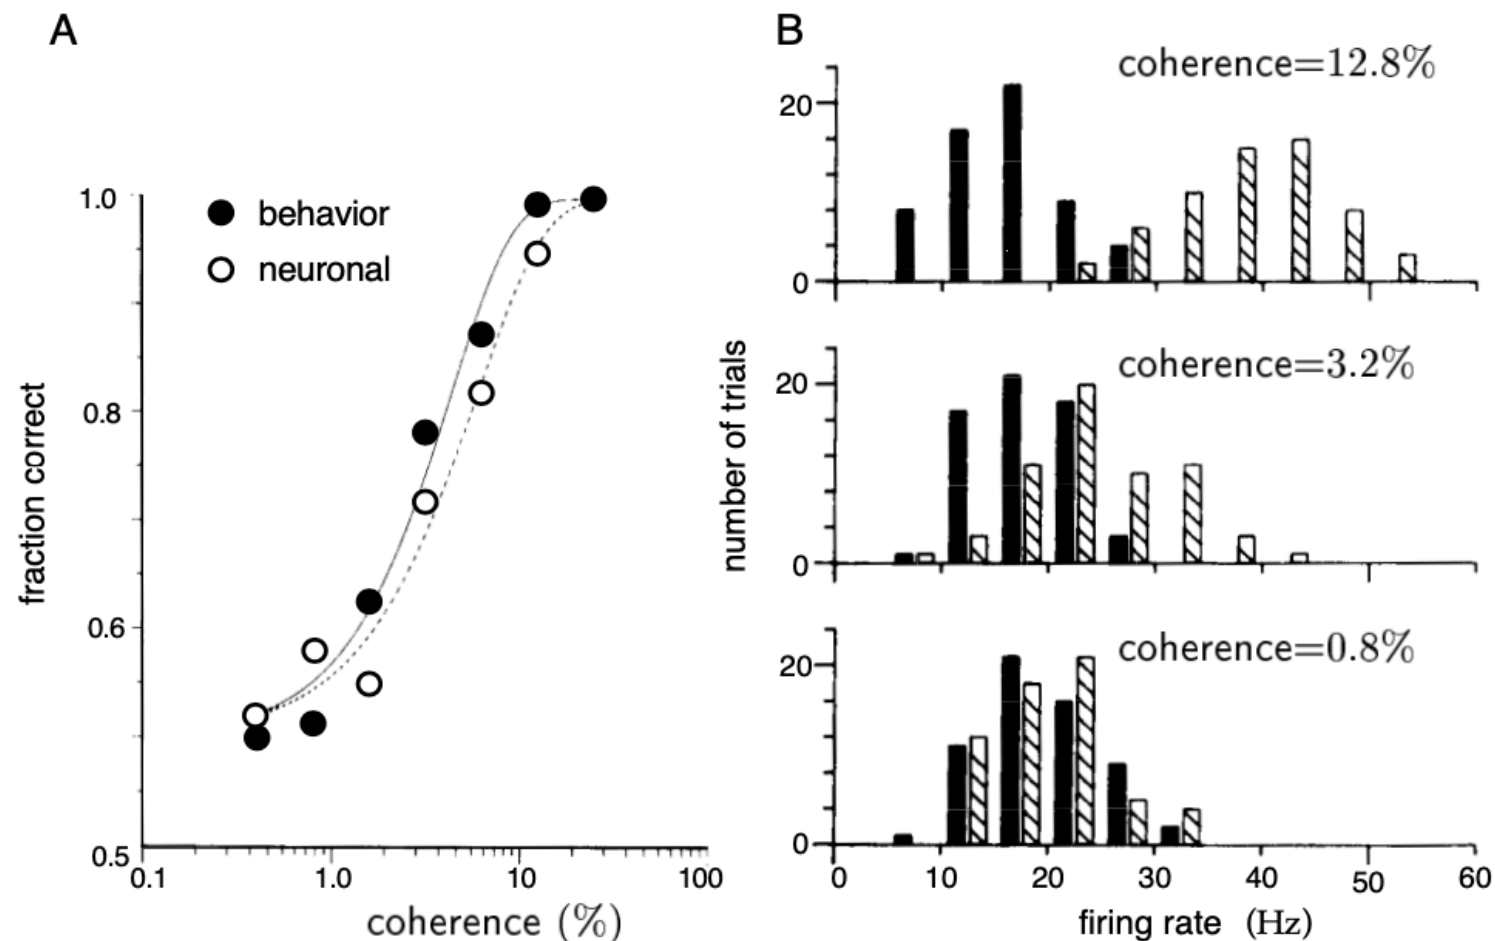 A
1.0
0.8
0.6
0.5
0.1
1.0
10
100
fraction correct
coherence (%)
behavior
neuronal
B
coherence=12.8%
20
0
coherence=3.2%
20
0
coherence=0.8%
20
0
number of trials
0
10
20
30
40
50
60
firing rate (Hz)